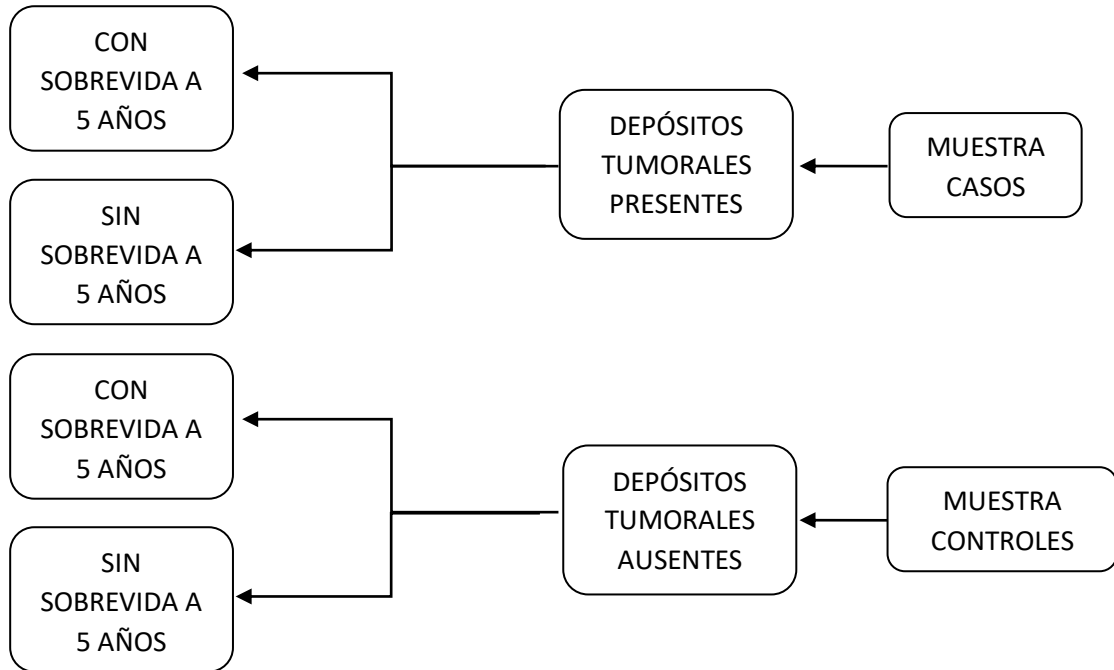 CON
SOBREVIDA A
5 AÑOS
DEPÓSITOS
TUMORALES
PRESENTES
MUESTRA
CASOS
SIN
SOBREVIDA A
5 AÑOS
CON
SOBREVIDA A
5 AÑOS
DEPÓSITOS
TUMORALES
AUSENTES
MUESTRA
CONTROLES
SIN
SOBREVIDA A
5 AÑOS